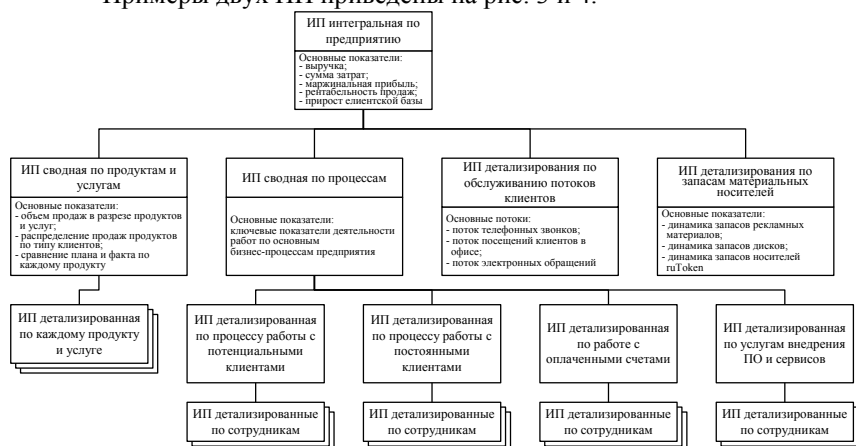 Примеры двух ИП приведены на рис. 3 и 4.
ИП интегральная по
предприятию
Основные показатели:
- выручка;
- сумма затрат;
- маржинальная прибыль;
- рентабельность продаж;
- прирост елиентской базы
ИП сводная по продуктам и
услугам
Основные показатели:
- объем продаж в разрезе продуктов
и услуг;
- распределение продаж продуктов
по типу клиентов;
- сравнение плана и факта по
каждому продукту
ИП сводная по процессам
Основные показатели:
ключевые показатели деятельности
работ по основным
бизнес-процессам предприятия
ИП детализирования по
обслуживанию потоков
клиентов
Основные потоки:
- поток телефонных звонков;
- поток посещений клиентов в
офисе;
- поток электронных обращений
ИП детализирования по
запасам материальных
носителей
Основные показатели:
- динамика запасов рекламных
материалов;
- динамика запасов дисков;
- динамика запасов носителей
ruToken
ИП детализированная
по каждому продукту
и услуге
ИП детализированная
по процессу работы с
потенциальными
клиентами
ИП детализированная
по процессу работы с
постоянными
клиентами
ИП детализированная
по работе с
оплаченными счетами
ИП детализированная
по услугам внедрения
ПО и сервисов
ИП детализированные
по сотрудникам
ИП детализированные
по сотрудникам
ИП детализированные
по сотрудникам
ИП детализированные
по сотрудникам